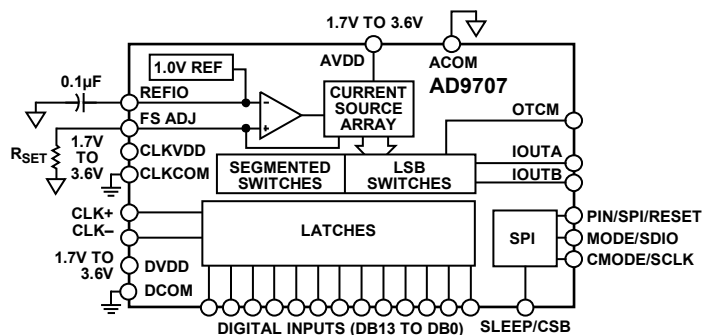 1.7V TO 3.6V
AVDD
ACOM
1.0V REF
AD9707
0.1µF
REFIO
CURRENT
SOURCE
ARRAY
OTCM
FS ADJ
RSET
1.7V
TO
3.6V
CLKVDD
CLKCOM
IOUTA
IOUTB
SEGMENTED
SWITCHES
LSB
SWITCHES
CLK+
CLK–
LATCHES
SPI
PIN/SPI/RESET
MODE/SDIO
CMODE/SCLK
1.7V TO
3.6V
DVDD
DCOM
DIGITAL INPUTS (DB13 TO DB0)
SLEEP/CSB